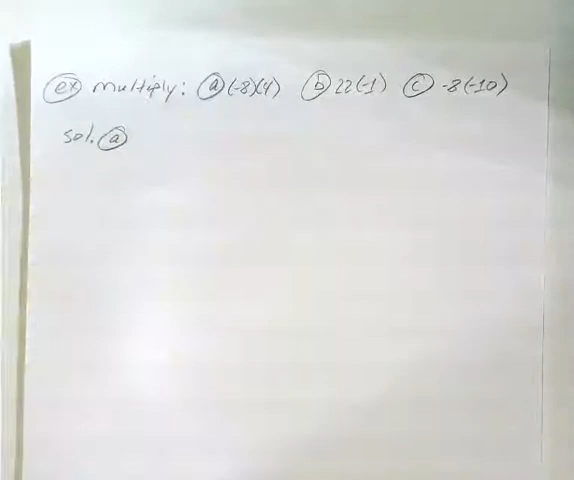 ex multiply: a (-8)(4) b 22(-1) c -8(-10)
sol. a